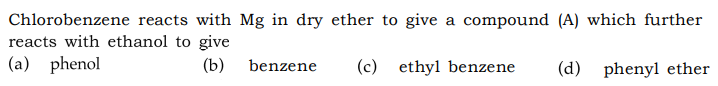 Chlorobenzene reacts with Mg in dry ether to give a compound (A) which further
reacts with ethanol to give
(a) phenol (b) benzene (c) ethyl benzene (d) phenyl ether